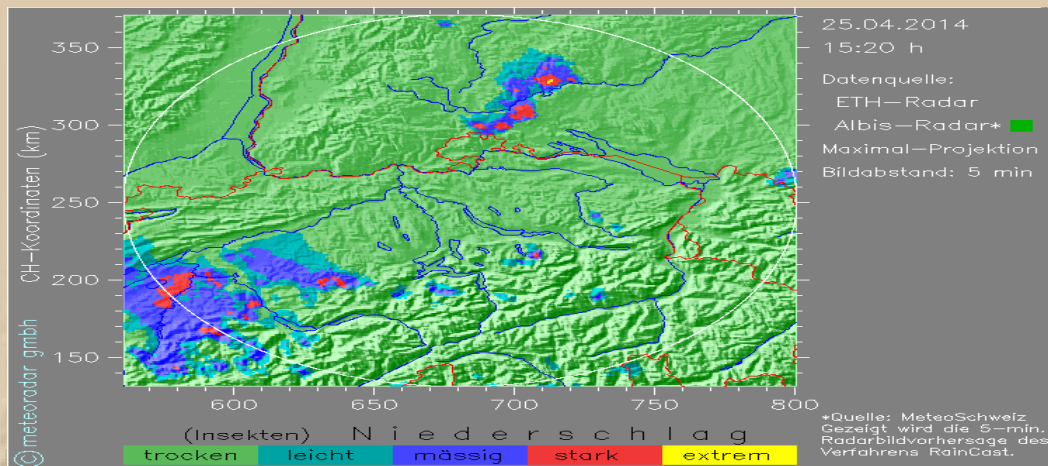 25.04.2014
15:20 h
Datenquelle:
ETH-Radar
Albis-Radar*
Maximal-Projektion
Bildabstand: 5 min
350
300
250
200
150
CH-Koordinaten (km)
© meteoradar gmbh
600
650
700
750
800
(Insekten) Niederschlag
trocken leicht mässig stark extrem
*Quelle: MeteoSchweiz
Gezeigt wird die 5-min.
Radarbildvorhersage des
Verfahrens RainCast.